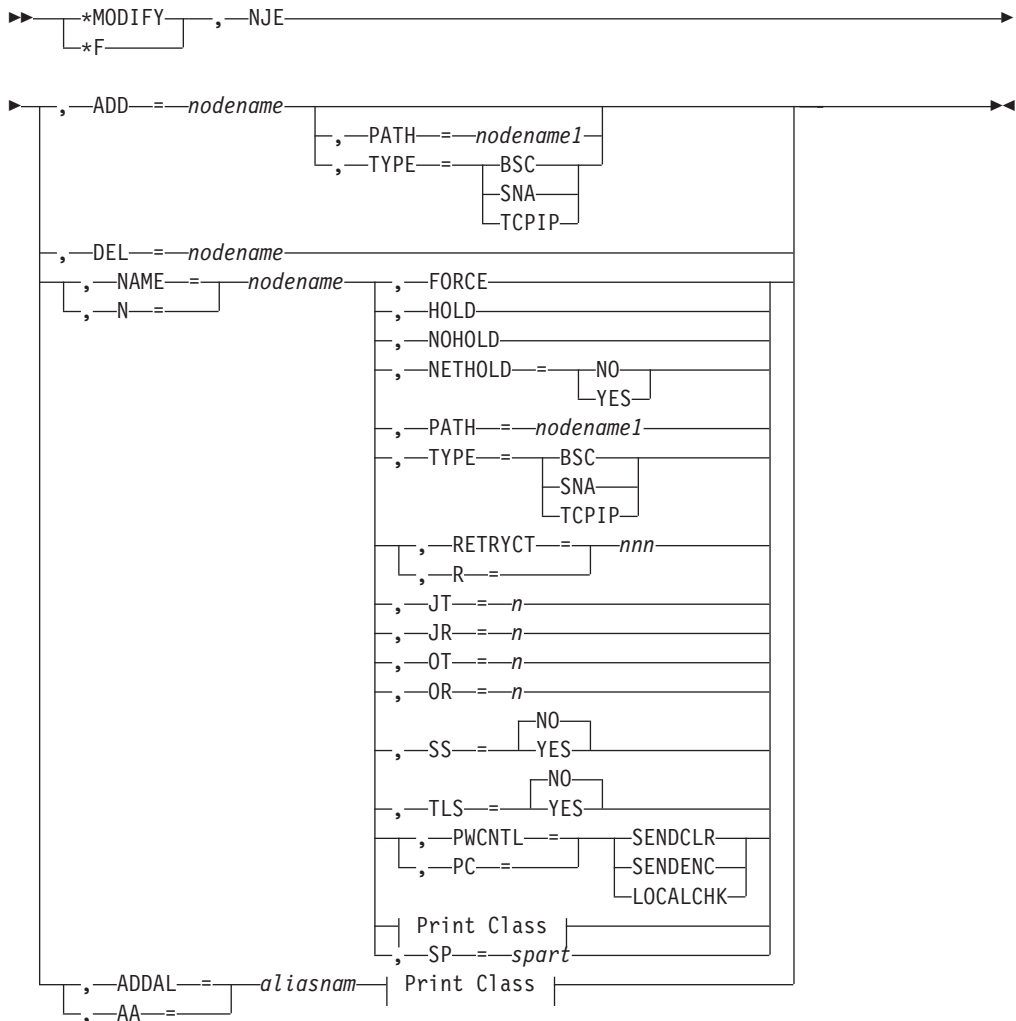 *MODIFY , NJE
*F
, ADD = nodename
, PATH = nodename1
, TYPE = BSC
SNA
TCPIP
, DEL = nodename
, NAME = nodename , FORCE
, N = , HOLD
, NOHOLD
, NETHOLD = NO
YES
, PATH = nodename1
, TYPE = BSC
SNA
TCPIP
, RETRYCT = nnn
, R =
, JT = n
, JR = n
, OT = n
, OR = n
NO
, SS = YES
NO
, TLS = YES
, PWCNTL = SENDCLR
, PC = SENDENC
LOCALCHK
Print Class
, SP = spart
, ADDAL = aliasnam Print Class
, AA =